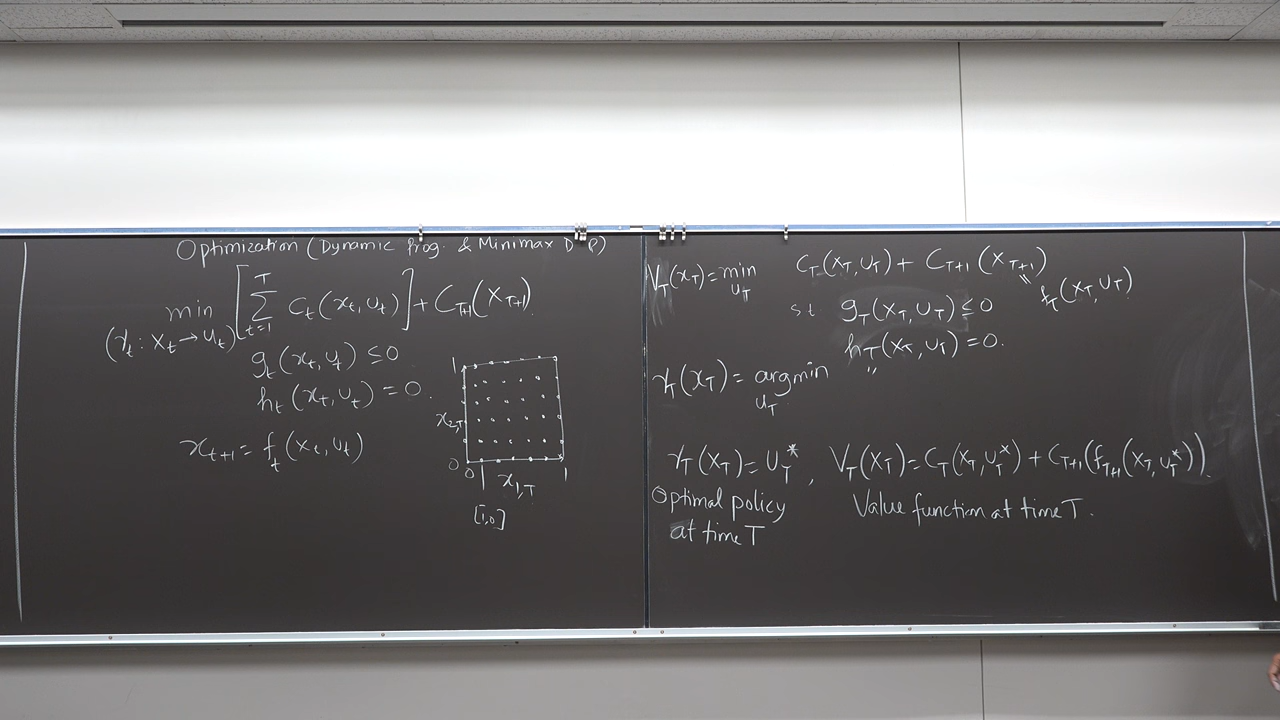 Optimization (Dynamic Prog. & Minimax D P)
min [ T ∑ t=1 C_t(x_t, u_t) ] + C_{T+1}(X_{T+1})
(γ_t : X_t → U_t)
g_t(x_t, u_t) ≤ 0
h_t(x_t, u_t) = 0.
x_{t+1} = f_t(x_t, u_t)
1
x_{2,T}
0
0 x_{1,T} 1
[1,0]
V_T(x_T) = min_{u_T} C_T(X_T, U_T) + C_{T+1}(X_{T+1})
" f_T(X_T, U_T)
s.t. g_T(X_T, U_T) ≤ 0
h_T(X_T, U_T) = 0.
γ_T(x_T) = argmin_{u_T} "
γ_T(X_T) = U_T^*, V_T(X_T) = C_T(X_T, U_T^*) + C_{T+1}(f_{T+1}(X_T, U_T^*)).
Optimal policy
at time T
Value function at time T.